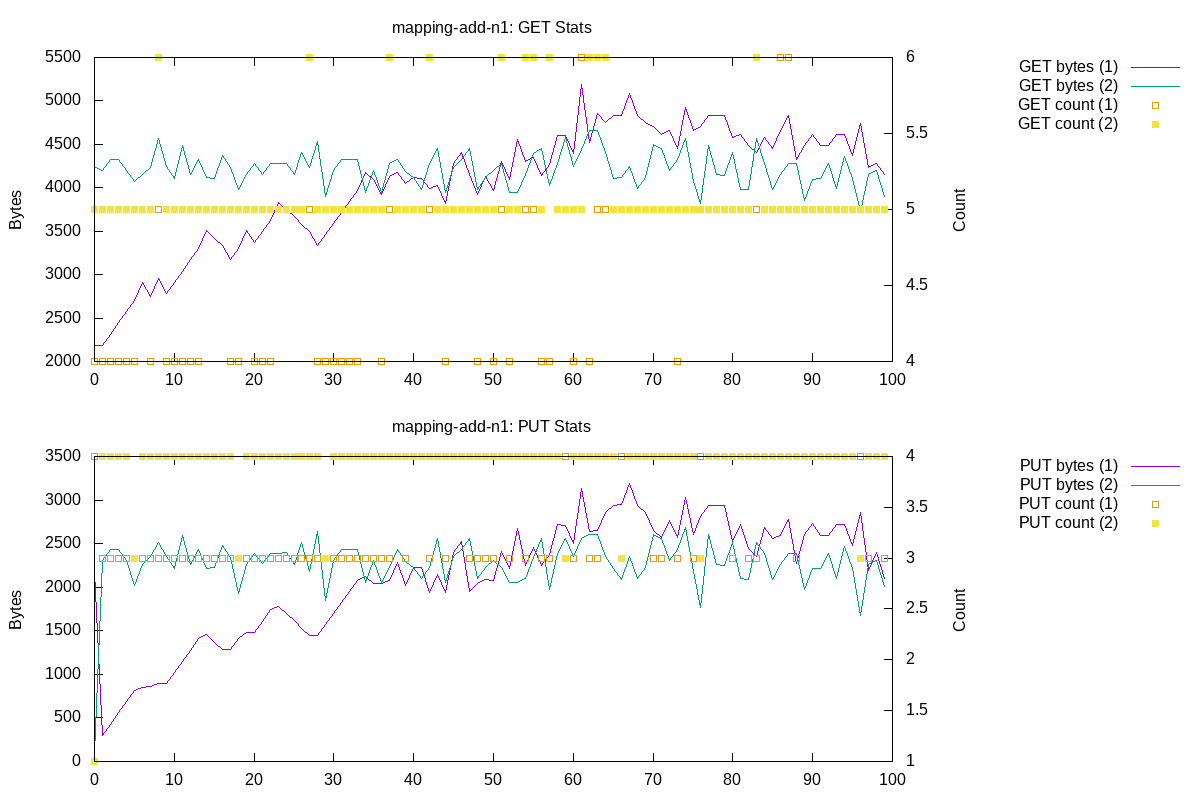 mapping-add-n1: GET Stats
5500
5000
4500
4000
3500
3000
2500
2000
Bytes
6
5.5
5
4.5
4
Count
0 10 20 30 40 50 60 70 80 90 100
GET bytes (1)
GET bytes (2)
GET count (1)
GET count (2)
mapping-add-n1: PUT Stats
3500
3000
2500
2000
1500
1000
500
0
Bytes
4
3.5
3
2.5
2
1.5
1
Count
0 10 20 30 40 50 60 70 80 90 100
PUT bytes (1)
PUT bytes (2)
PUT count (1)
PUT count (2)